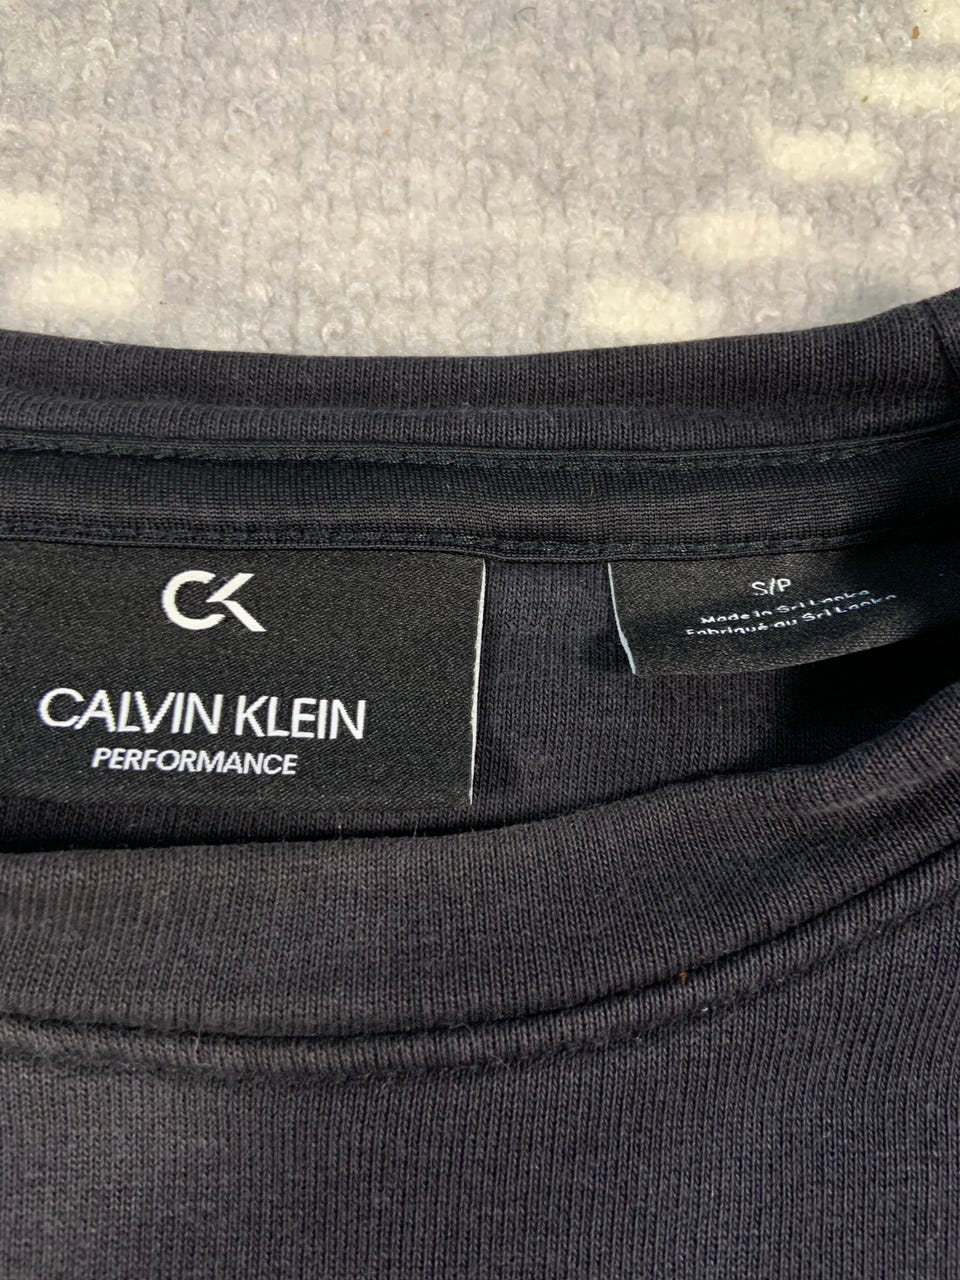 CK
CALVIN KLEIN
PERFORMANCE
S/P
Made in Sri Lanka
Fabriqué au Sri Lanka